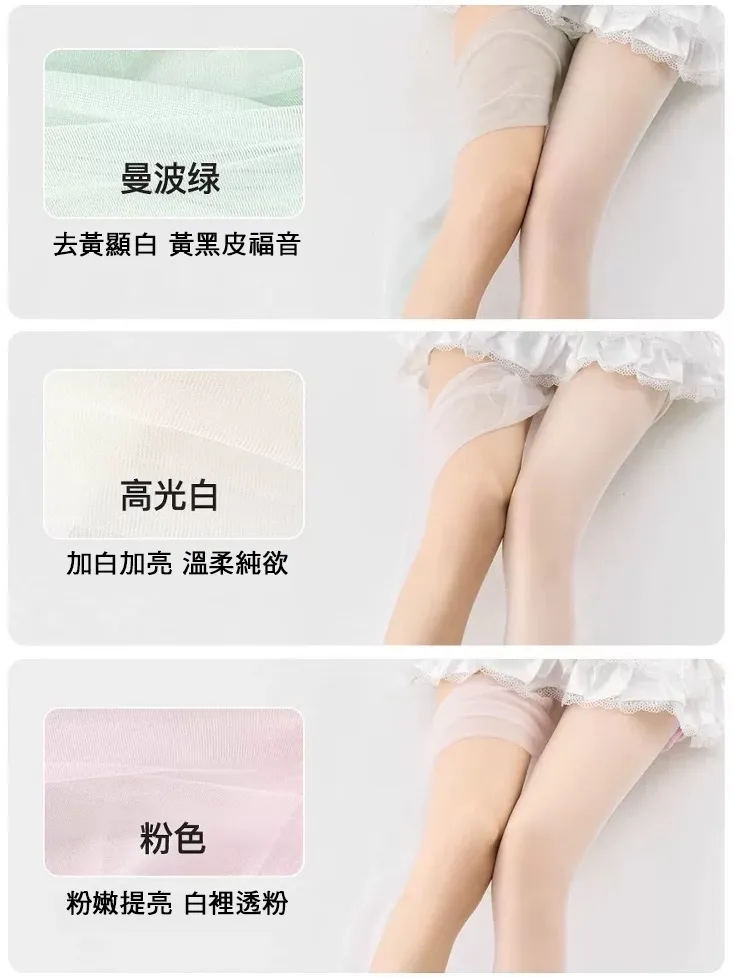 曼波绿
去黃顯白 黃黑皮福音
高光白
加白加亮 溫柔純欲
粉色
粉嫩提亮 白裡透粉